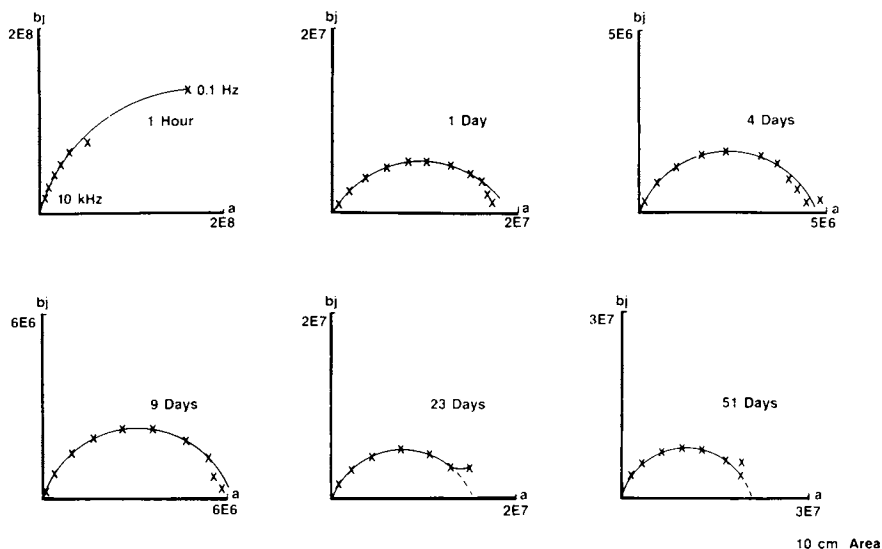 bj
2E8
0.1 Hz
1 Hour
10 kHz
a
2E8
bj
2E7
1 Day
a
2E7
bj
5E6
4 Days
a
5E6
bj
6E6
9 Days
a
6E6
bj
2E7
23 Days
a
2E7
bj
3E7
51 Days
a
3E7
10 cm Area